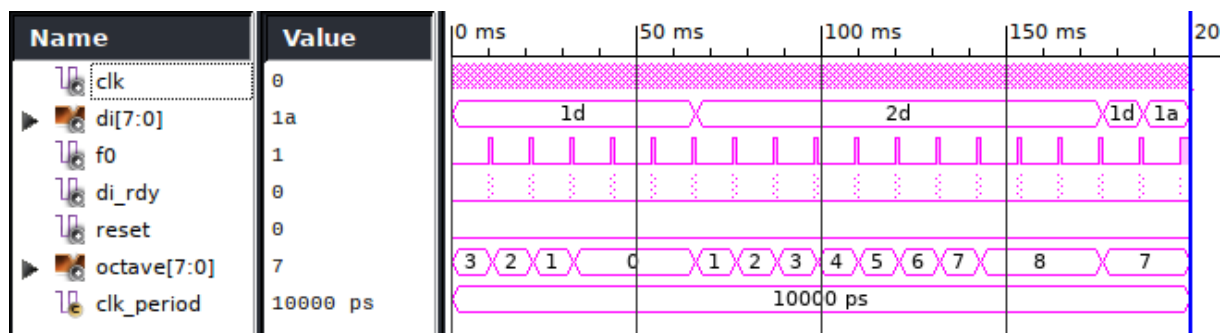 Name Value 0 ms 50 ms 100 ms 150 ms 20
clk 0
di[7:0] 1a 1d 2d 1d 1a
f0 1
di_rdy 0
reset 0
octave[7:0] 7 3 2 1 0 1 2 3 4 5 6 7 8 7
clk_period 10000 ps 10000 ps